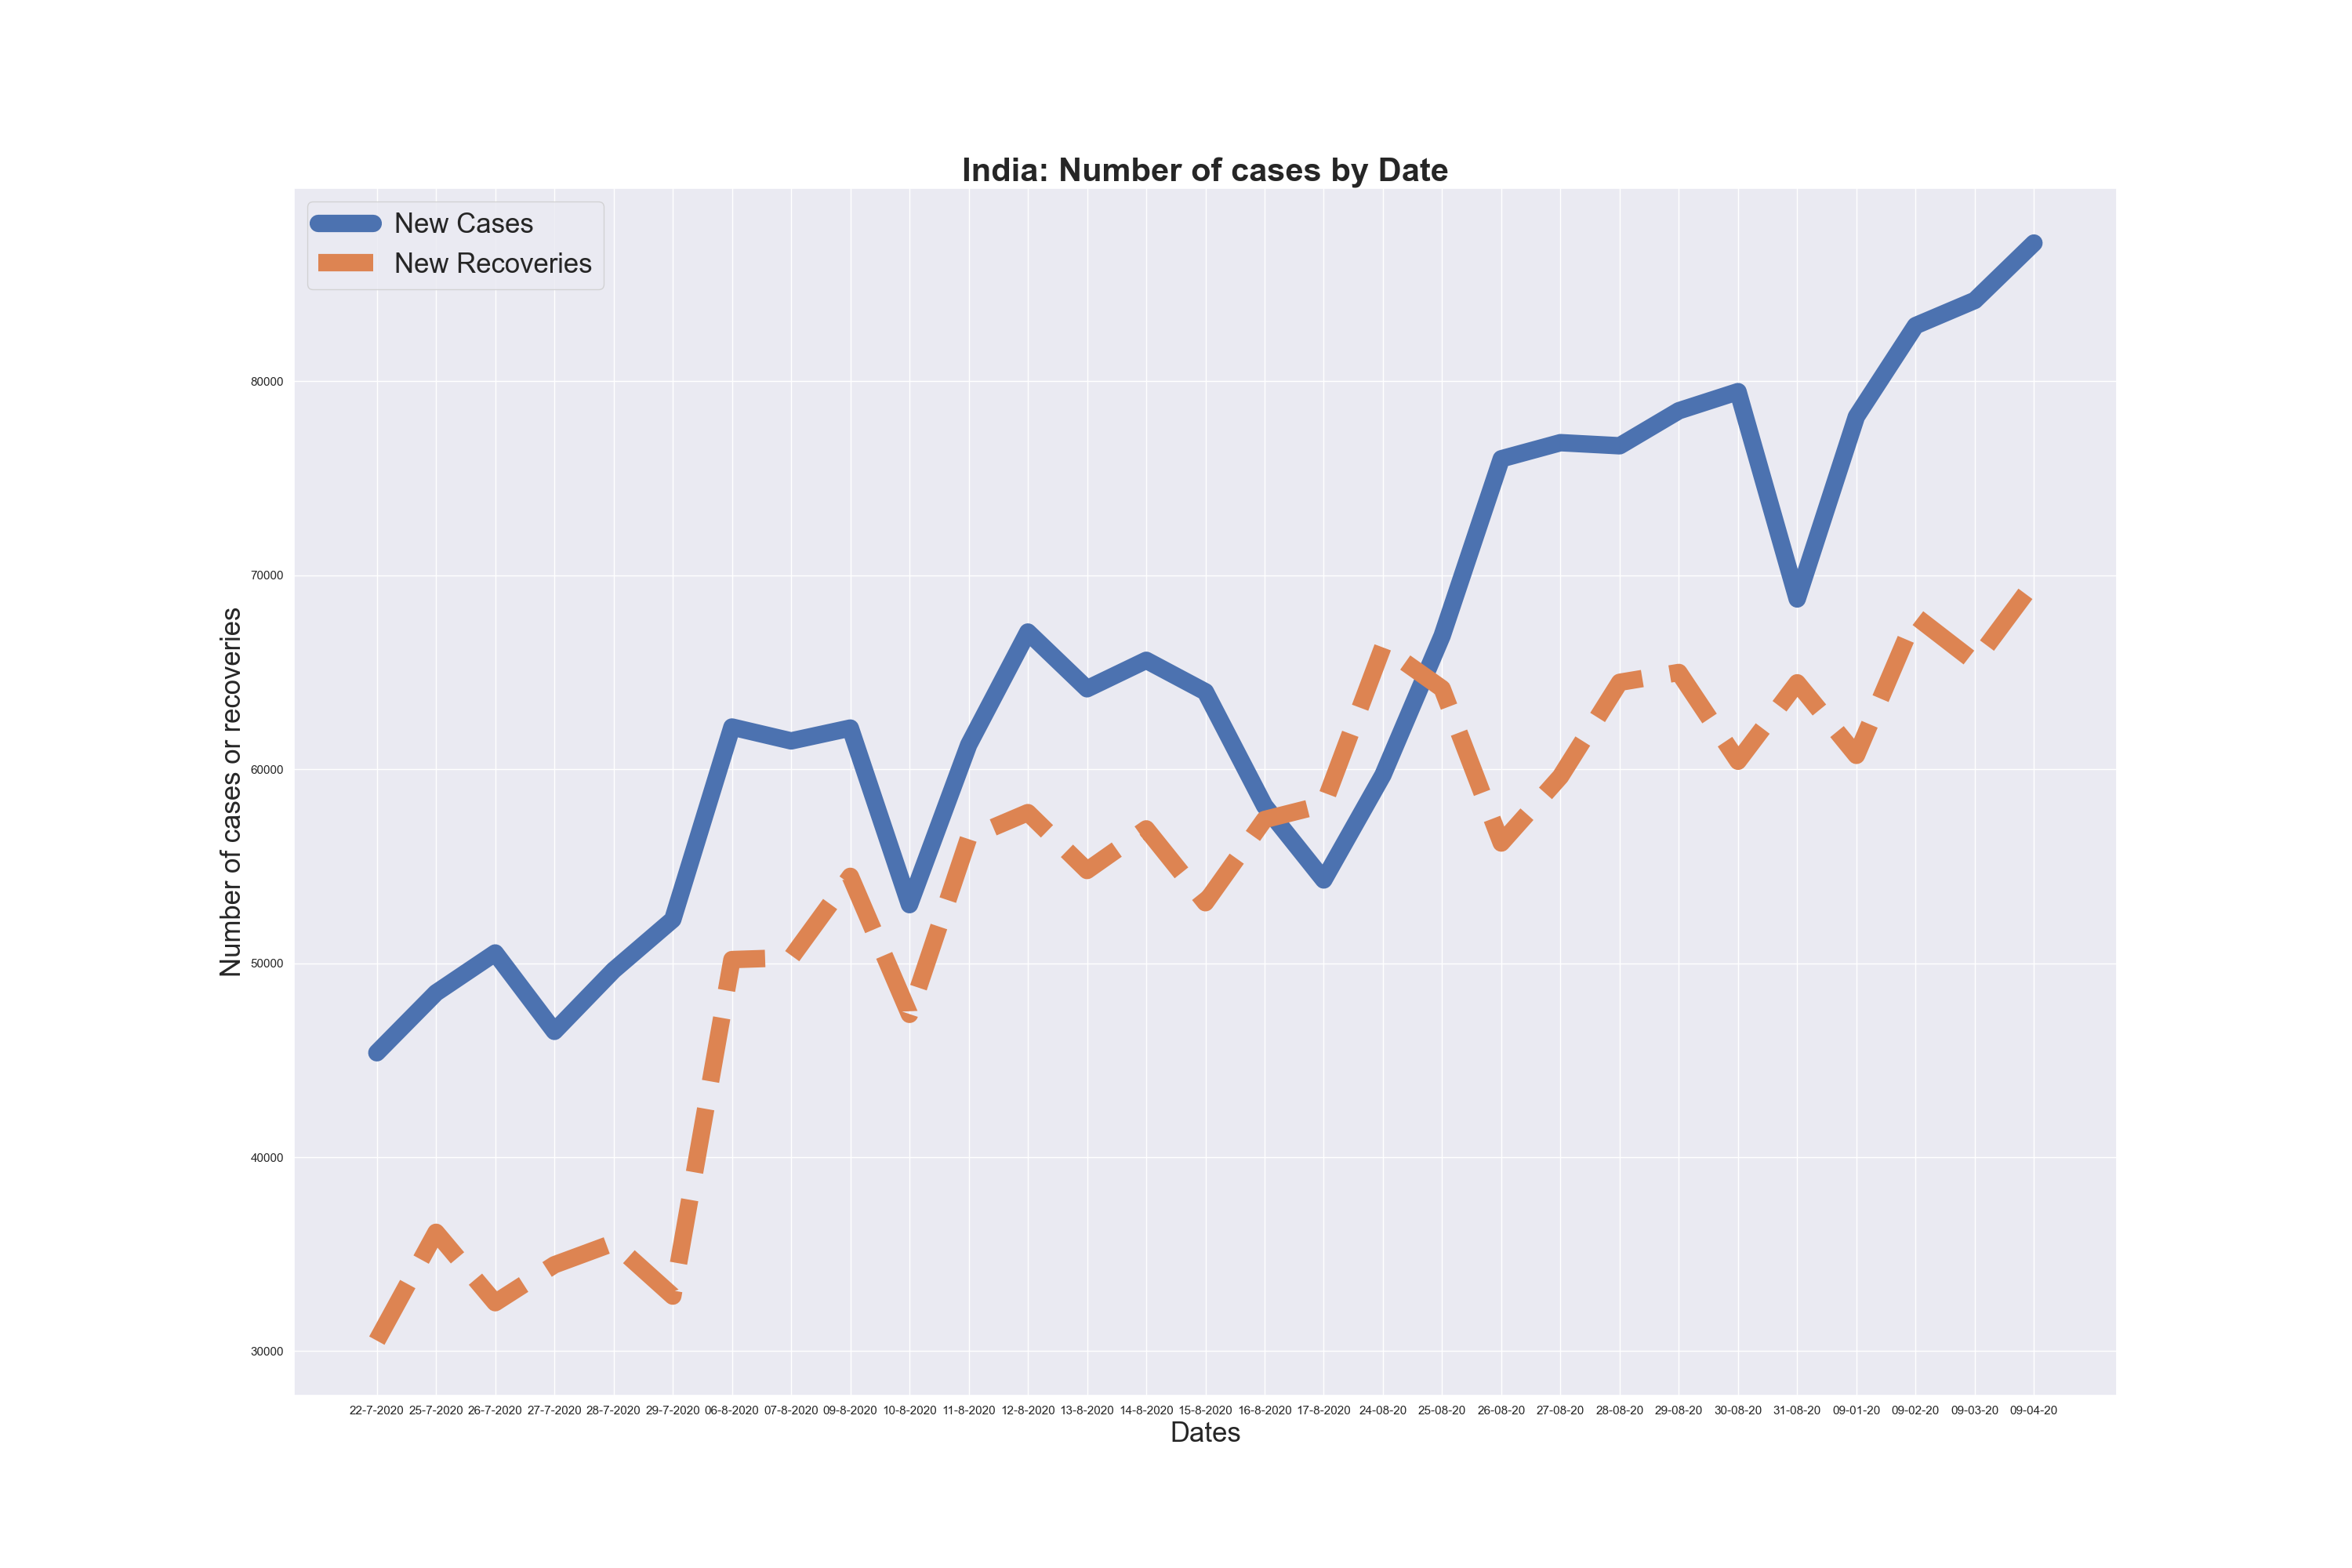 India: Number of cases by Date
New Cases
New Recoveries
80000
70000
60000
50000
40000
30000
Number of cases or recoveries
22-7-2020 25-7-2020 26-7-2020 27-7-2020 28-7-2020 29-7-2020 06-8-2020 07-8-2020 09-8-2020 10-8-2020 11-8-2020 12-8-2020 13-8-2020 14-8-2020 15-8-2020 16-8-2020 17-8-2020 24-08-20 25-08-20 26-08-20 27-08-20 28-08-20 29-08-20 30-08-20 31-08-20 09-01-20 09-02-20 09-03-20 09-04-20
Dates